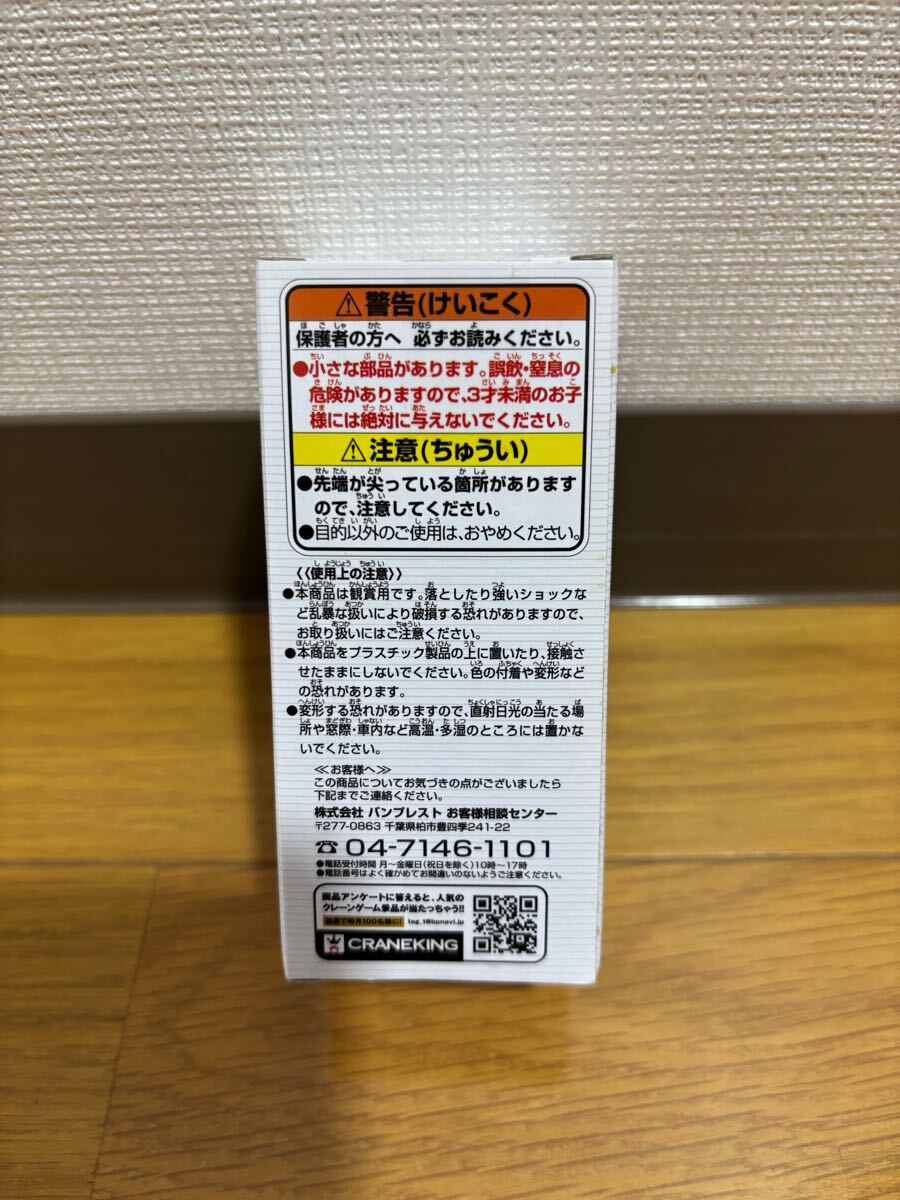 ⚠警告(けいこく)
保護者の方へ 必ずお読みください。
●小さな部品があります。誤飲・窒息の
危険がありますので、3才未満のお子
様には絶対に与えないでください。
⚠注意(ちゅうい)
●先端が尖っている箇所があります
ので、注意してください。
●目的以外のご使用は、おやめください。
《使用上の注意》
●本商品は観賞用です。落としたり強いショックな
ど乱暴な扱いにより破損する恐れがありますので、
お取り扱いにはご注意ください。
●本商品をプラスチック製品の上に置いたり、接触さ
せたままにしないでください。色の付着や変形など
の恐れがあります。
●変形する恐れがありますので、直射日光の当たる場
所や窓際・車内など高温・多湿のところには置かな
いでください。
≪お客様へ≫
この商品についてお気づきの点がございましたら
下記までご連絡ください。
株式会社 バンプレスト お客様相談センター
〒277-0863 千葉県柏市豊四季241-22
☎ 04-7146-1101
●電話受付時間 月〜金曜日(祝日を除く)10時〜17時
●電話番号はよく確かめてお間違いのないようご注意ください。
商品アンケートに答えると、人気の
クレーンゲーム景品が当たっちゃう!!
抽選で毎月100名様に! tag_t@bpnavi.jp
CRANEKING